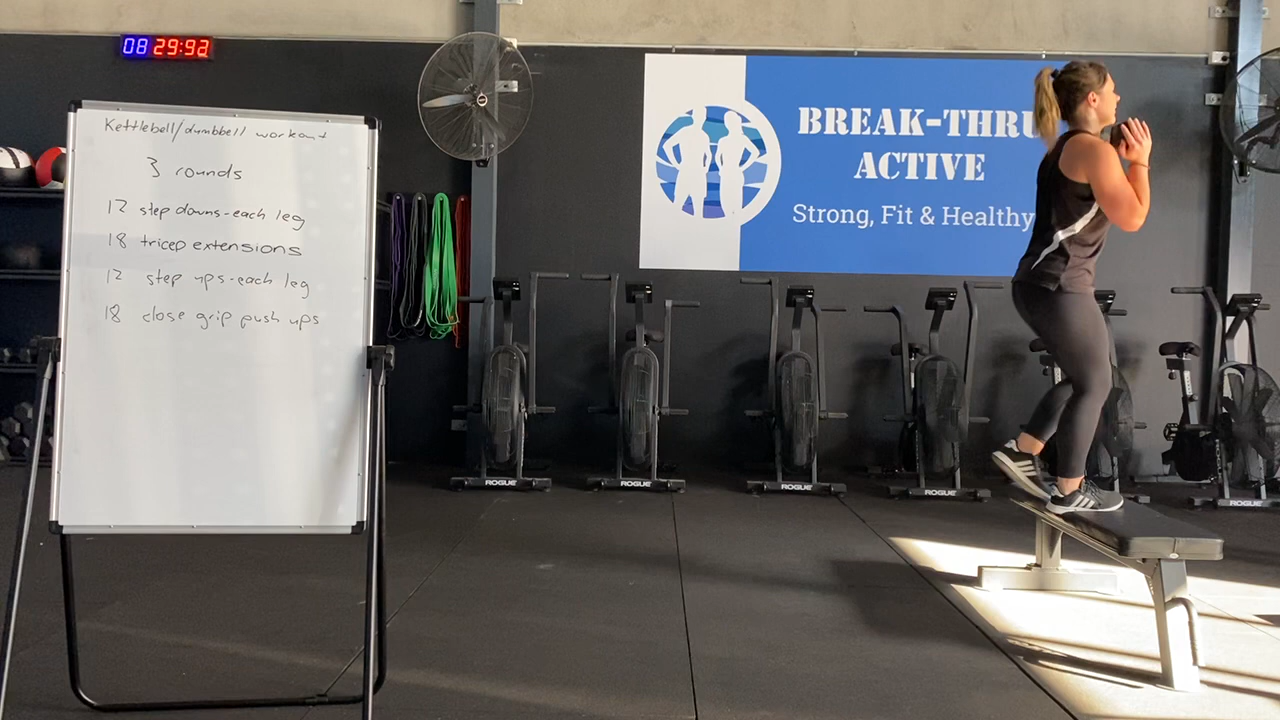 08 29:92
Kettlebell/dumbbell workout
3 rounds
12 step downs-each leg
18 tricep extensions
12 step ups-each leg
18 close grip push ups
BREAK-THRU
ACTIVE
Strong, Fit & Healthy
ROGUE
ROGUE
ROGUE
ROGUE
ROGUE